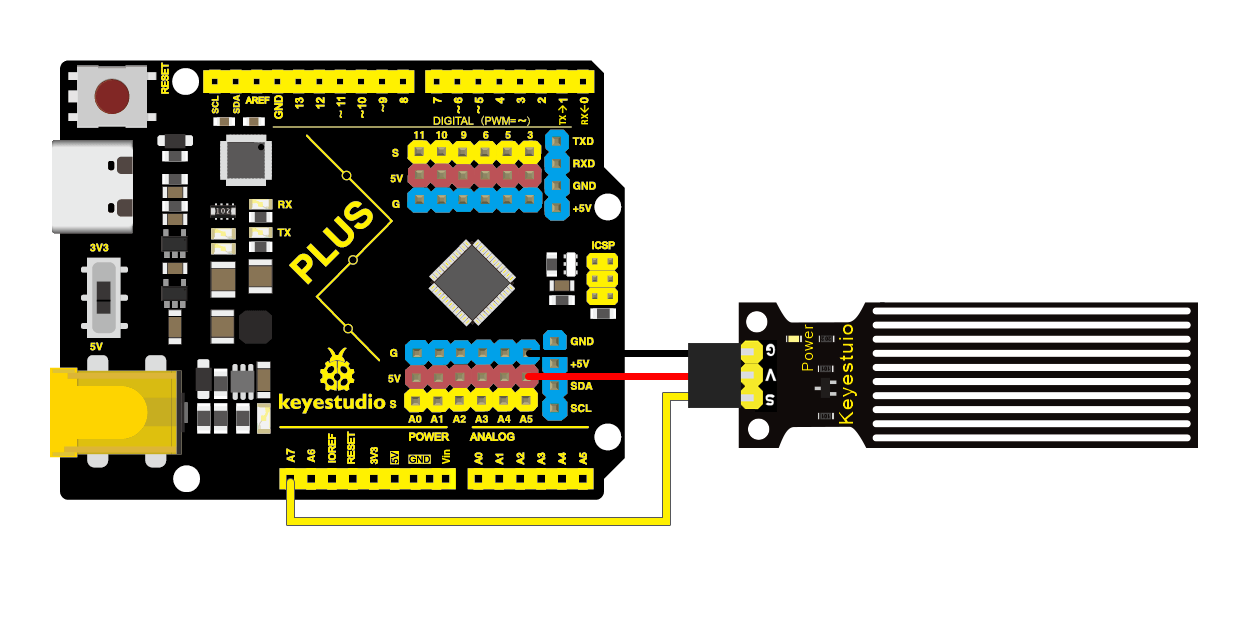 RESET
SCL
SDA
AREF
GND
13
12
~11
~10
~9
8
7
~6
~5
4
~3
2
TX→1
RX←0
DIGITAL (PWM=~)
11 10 9 6 5 3
S
5V
G
TXD
RXD
GND
+5V
102
RX
TX
PLUS
ICSP
3V3
5V
G
5V
S
GND
+5V
SDA
SCL
keyestudio
A0 A1 A2 A3 A4 A5
POWER
ANALOG
A7
A6
IOREF
RESET
3V3
5V
GND
Vin
A0
A1
A2
A3
A4
A5
G
V
S
Power
Keyestuio